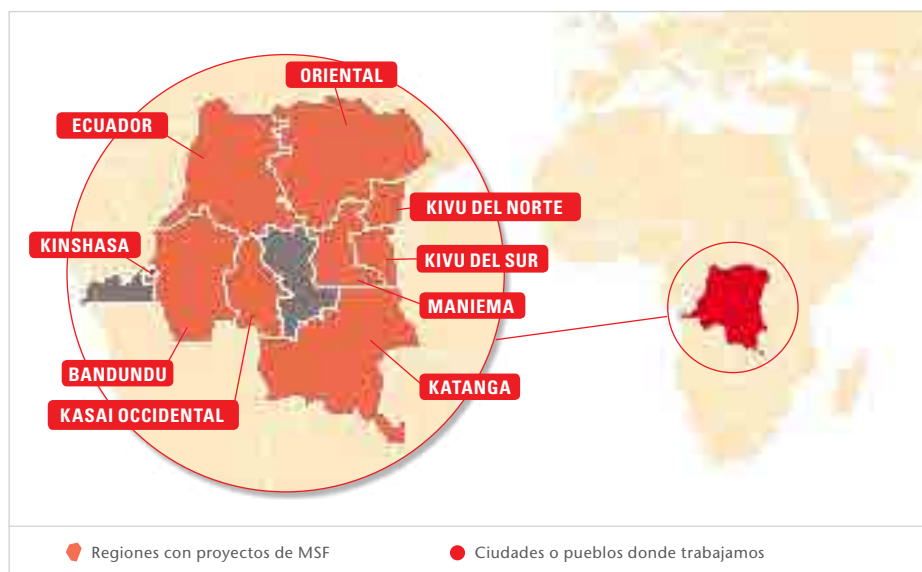 ORIENTAL
ECUADOR
KIVU DEL NORTE
KINSHASA
KIVU DEL SUR
MANIEMA
BANDUNDU
KATANGA
KASAI OCCIDENTAL
Regiones con proyectos de MSF
Ciudades o pueblos donde trabajamos